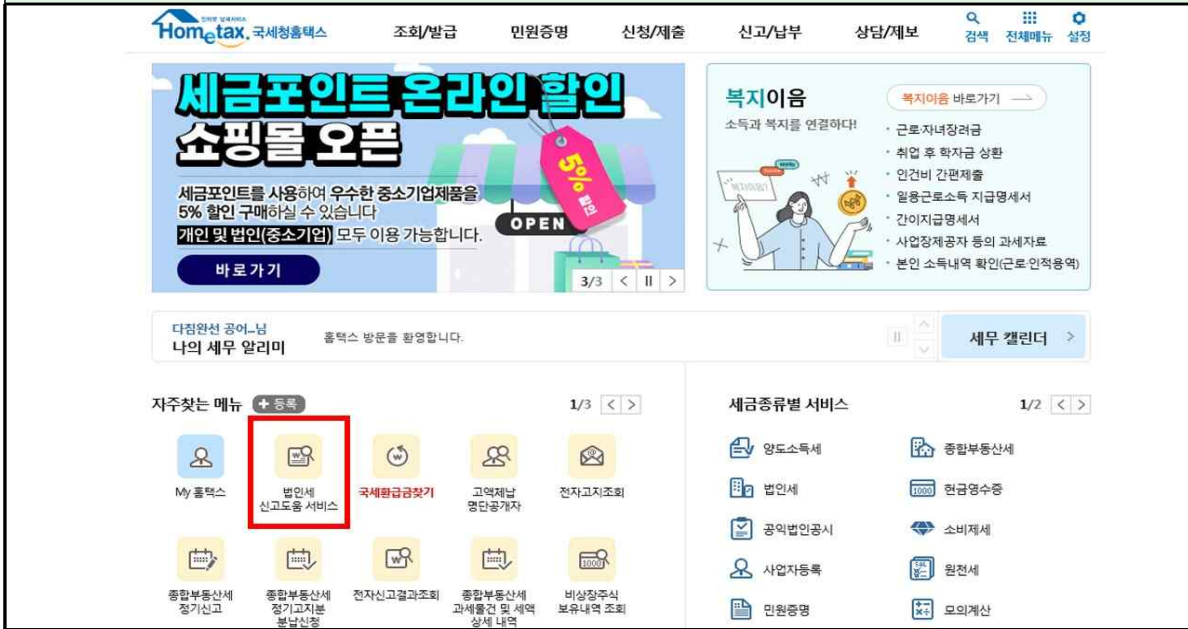 인터넷 납세서비스
Hometax. 국세청홈택스
조회/발급
민원증명
신청/제출
신고/납부
상담/제보
검색
전체메뉴
설정
세금포인트 온라인 할인
쇼핑몰 오픈
세금포인트를 사용하여 우수한 중소기업제품을
5% 할인 구매하실 수 있습니다
개인 및 법인(중소기업) 모두 이용 가능합니다.
바로가기
5% 할인
OPEN
3/3
복지이음
복지이음 바로가기
소득과 복지를 연결하다!
복지이음?
· 근로·자녀장려금
· 취업 후 학자금 상환
· 인건비 간편제출
· 일용근로소득 지급명세서
· 간이지급명세서
· 사업장제공자 등의 과세자료
· 본인 소득내역 확인(근로·인적용역)
다침완선 공어_님
나의 세무 알리미
홈택스 방문을 환영합니다.
세무 캘린더 >
자주찾는 메뉴
+ 등록
1/3 < >
My 홈택스
법인세
신고도움 서비스
국세환급금찾기
고액체납
명단공개자
전자고지조회
종합부동산세
정기신고
종합부동산세
정기고지분
분납신청
전자신고결과조회
종합부동산세
과세물건 및 세액
상세 내역
비상장주식
보유내역 조회
세금종류별 서비스
1/2 < >
양도소득세
종합부동산세
법인세
현금영수증
공익법인공시
소비제세
사업자등록
원천세
민원증명
모의계산